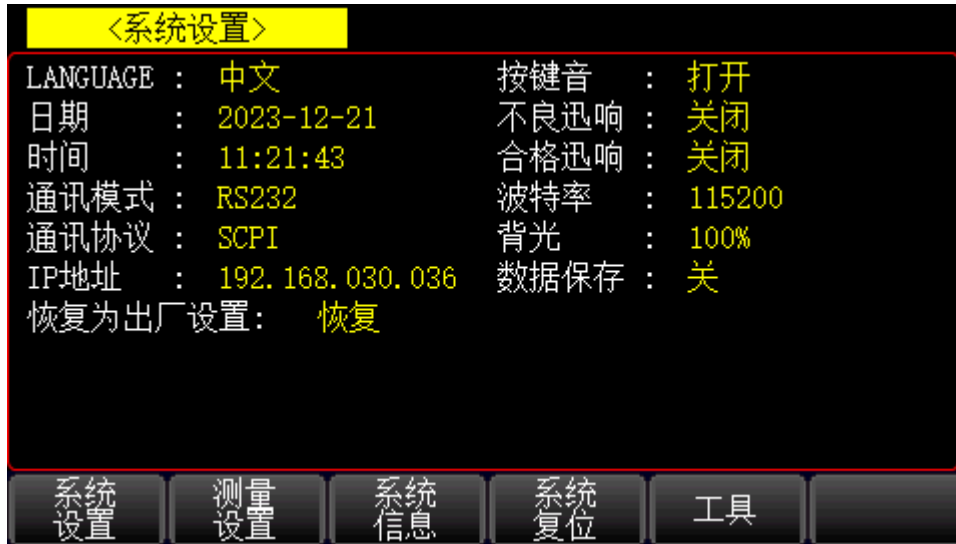 <系统设置>
LANGUAGE : 中文 按键音 : 打开
日期 : 2023-12-21 不良迅响 : 关闭
时间 : 11:21:43 合格迅响 : 关闭
通讯模式 : RS232 波特率 : 115200
通讯协议 : SCPI 背光 : 100%
IP地址 : 192.168.030.036 数据保存 : 关
恢复为出厂设置: 恢复
系统设置 测量设置 系统信息 系统复位 工具